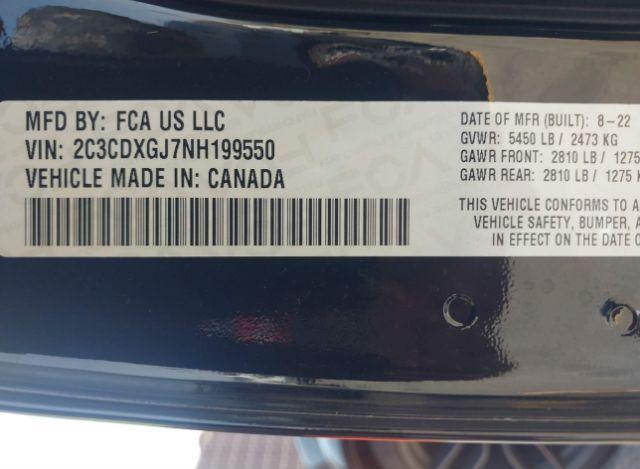 MFD BY: FCA US LLC
VIN: 2C3CDXGJ7NH199550
VEHICLE MADE IN: CANADA
DATE OF MFR (BUILT): 8-22
GVWR: 5450 LB / 2473 KG
GAWR FRONT: 2810 LB / 1275
GAWR REAR: 2810 LB / 1275 K
THIS VEHICLE CONFORMS TO A
VEHICLE SAFETY, BUMPER, A
IN EFFECT ON THE DATE O